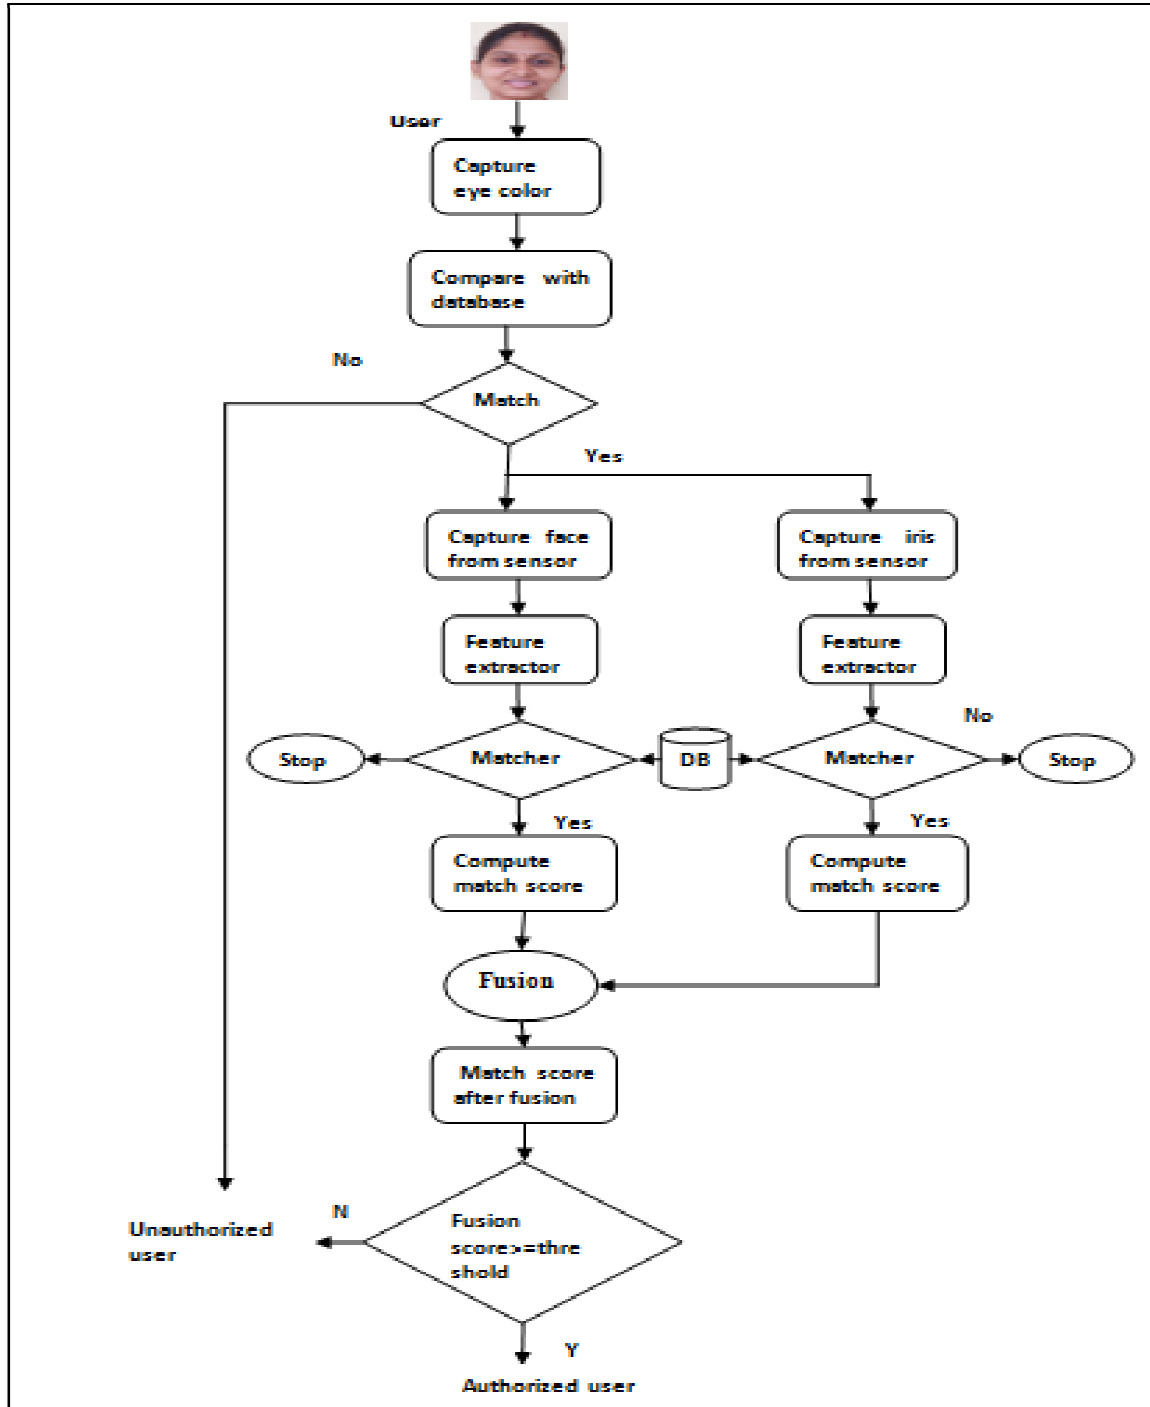 User
Capture
eye color
Compare with
database
No
Match
Yes
Capture face
from sensor
Capture iris
from sensor
Feature
extractor
Feature
extractor
No
Stop
Matcher
DB
Matcher
Stop
Yes
Yes
Compute
match score
Compute
match score
Fusion
Match score
after fusion
N
Unauthorized
user
Fusion
score>=thre
shold
Y
Authorized user